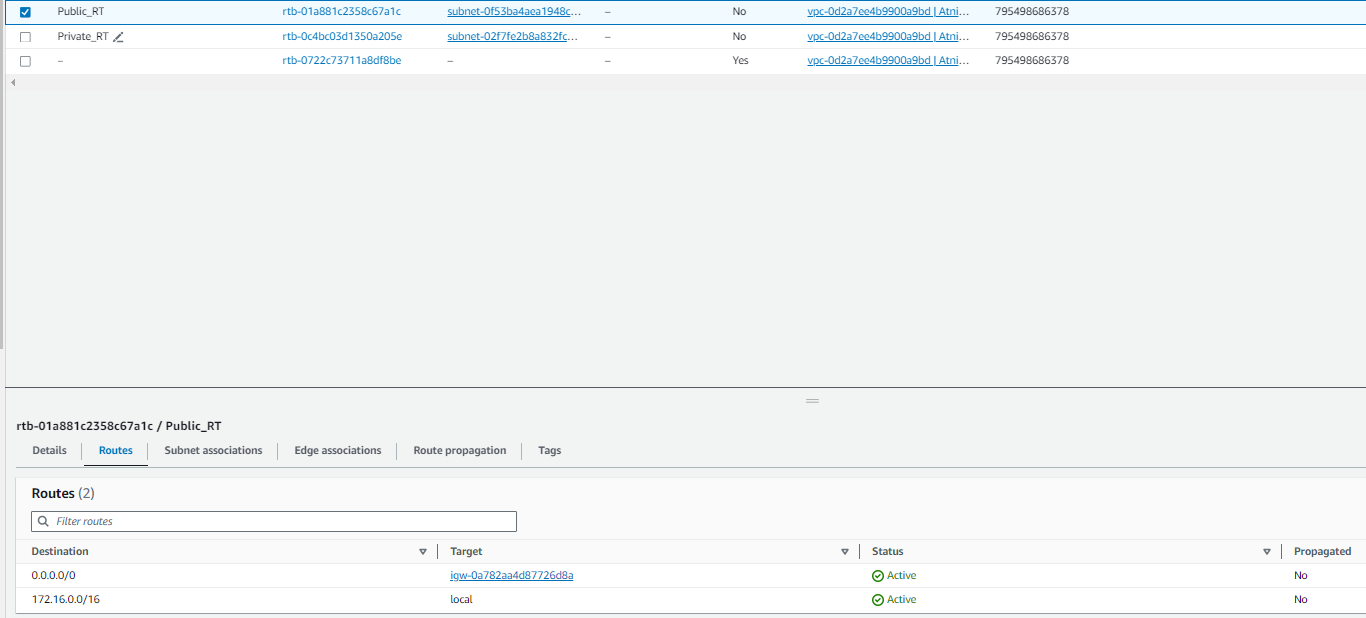 Public_RT rtb-01a881c2358c67a1c subnet-0f53ba4aea1948c... – No vpc-0d2a7ee4b9900a9bd | Atni... 795498686378
Private_RT rtb-0c4bc03d1350a205e subnet-02f7fe2b8a832fc... – No vpc-0d2a7ee4b9900a9bd | Atni... 795498686378
– rtb-0722c73711a8df8be – – Yes vpc-0d2a7ee4b9900a9bd | Atni... 795498686378
rtb-01a881c2358c67a1c / Public_RT
Details Routes Subnet associations Edge associations Route propagation Tags
Routes (2)
Filter routes
Destination Target Status Propagated
0.0.0.0/0 igw-0a782aa4d87726d8a Active No
172.16.0.0/16 local Active No